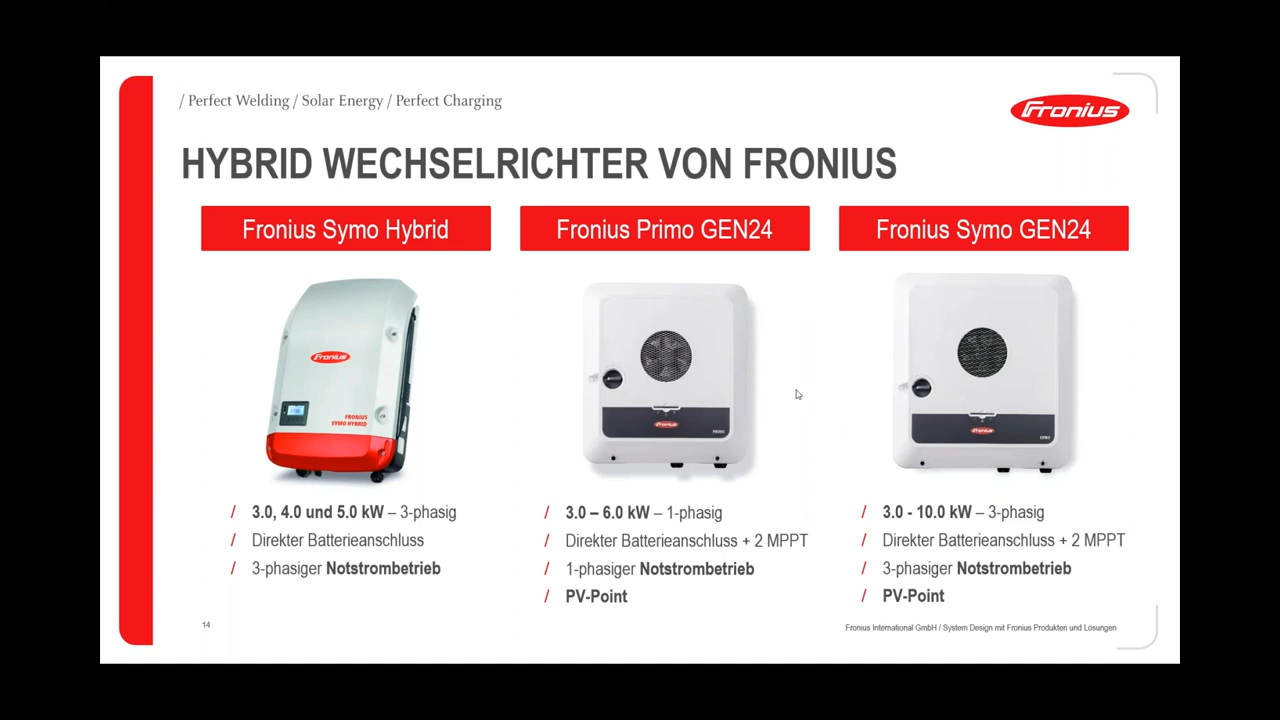 / Perfect Welding / Solar Energy / Perfect Charging
Fronius
HYBRID WECHSELRICHTER VON FRONIUS
Fronius Symo Hybrid
Fronius
FRONIUS
SYMO HYBRID
/ 3.0, 4.0 und 5.0 kW – 3-phasig
/ Direkter Batterieanschluss
/ 3-phasiger Notstrombetrieb
Fronius Primo GEN24
Fronius
PRIMO
/ 3.0 – 6.0 kW – 1-phasig
/ Direkter Batterieanschluss + 2 MPPT
/ 1-phasiger Notstrombetrieb
/ PV-Point
Fronius Symo GEN24
Fronius
SYMO
/ 3.0 - 10.0 kW – 3-phasig
/ Direkter Batterieanschluss + 2 MPPT
/ 3-phasiger Notstrombetrieb
/ PV-Point
14
Fronius International GmbH / System Design mit Fronius Produkten und Lösungen